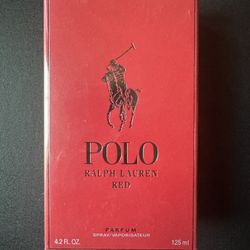 POLO
RALPH LAUREN
RED
PARFUM
SPRAY/VAPORISATEUR
4.2 FL. OZ. 125 ml